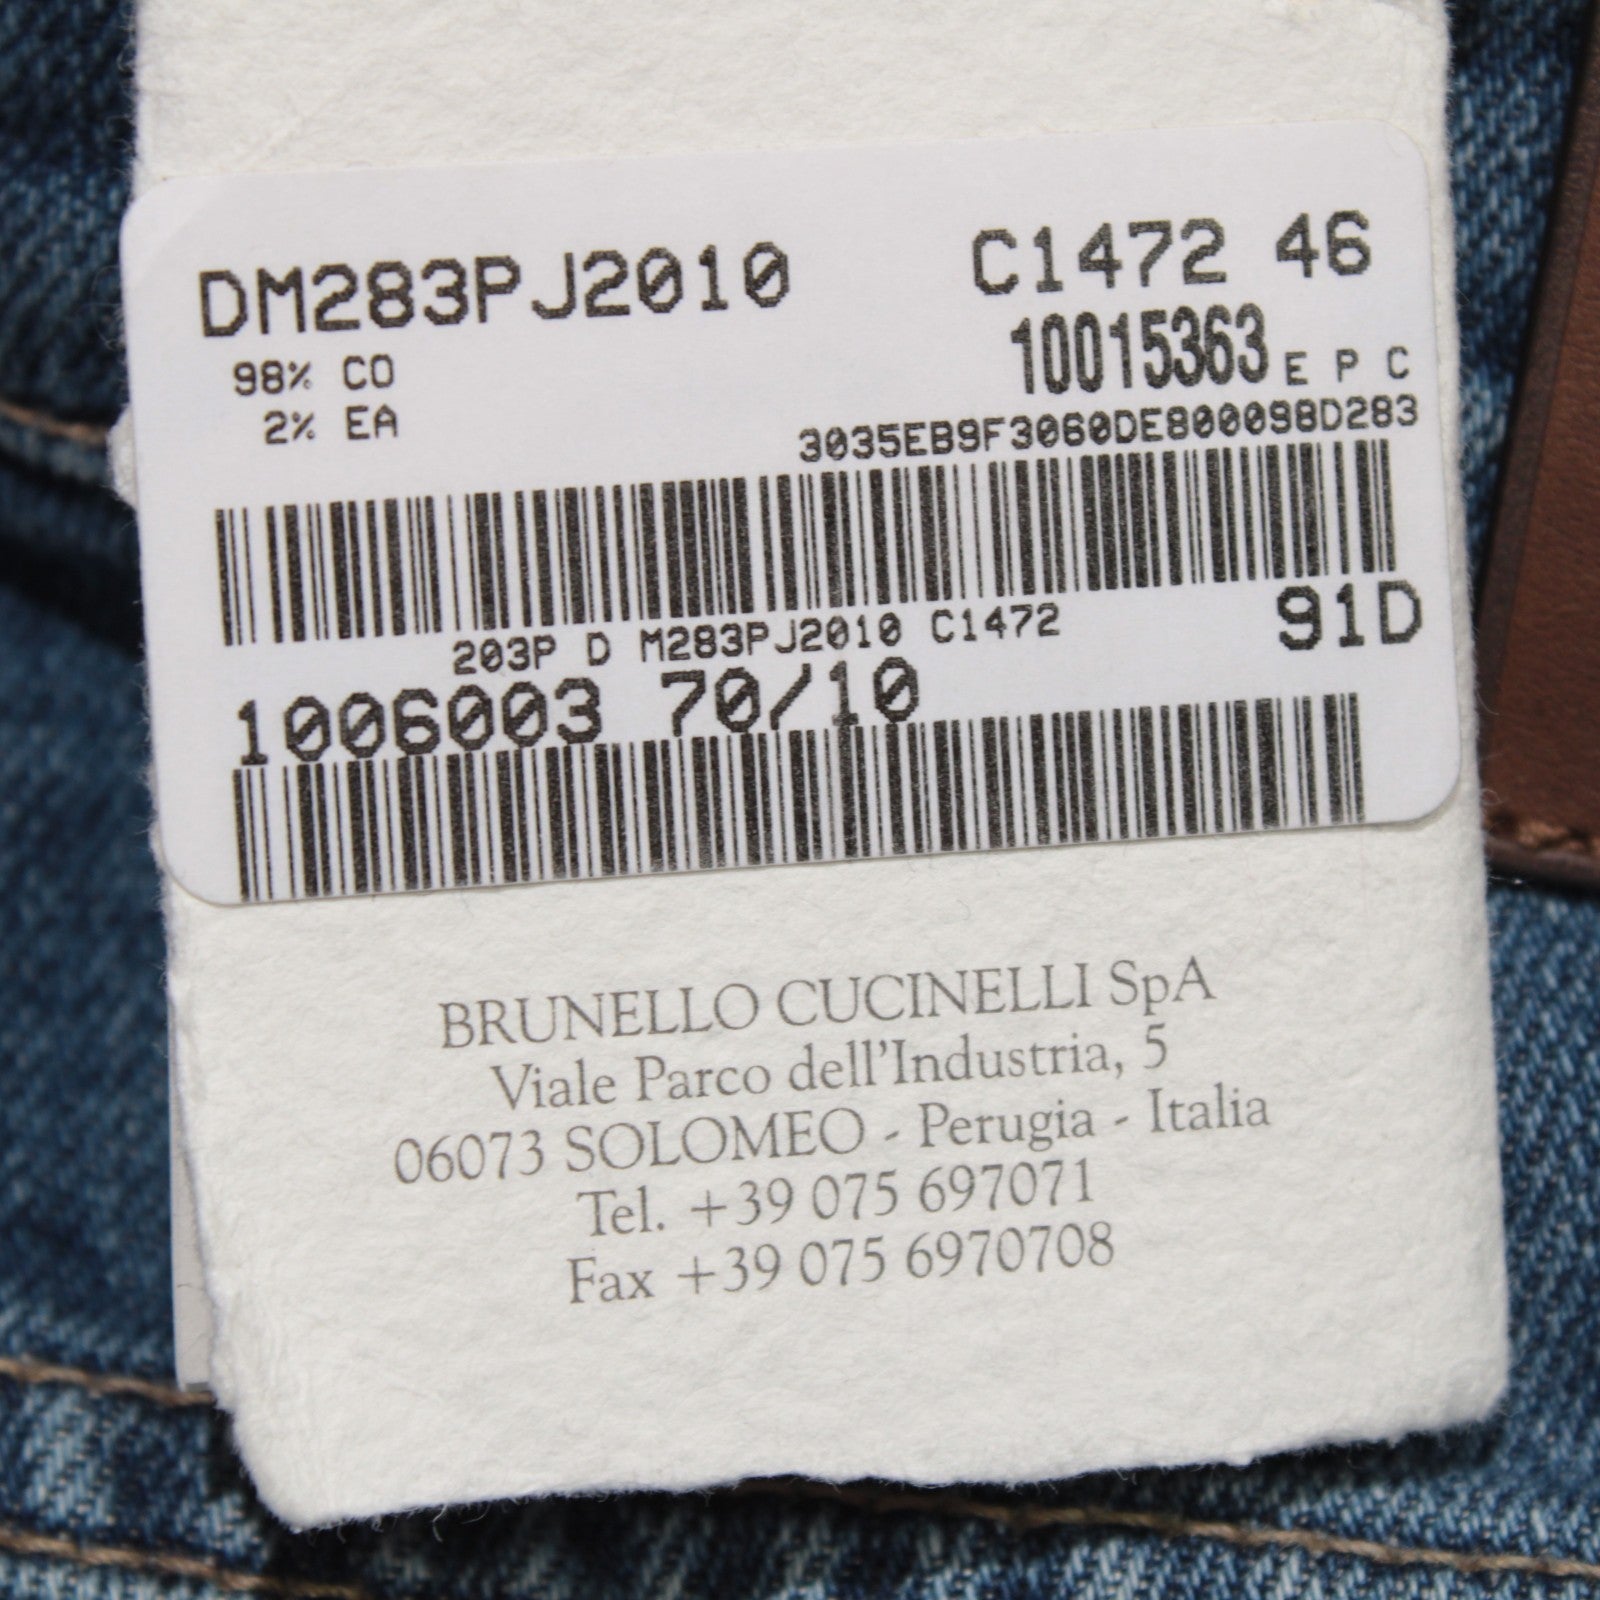 DM283PJ2010 C1472 46
98% CO 10015363 E P C
2% EA 3035EB9F3060DE800098D283
203P D M283PJ2010 C1472 91D
1006003 70/10
BRUNELLO CUCINELLI SpA
Viale Parco dell'Industria, 5
06073 SOLOMEO - Perugia - Italia
Tel. +39 075 697071
Fax +39 075 6970708